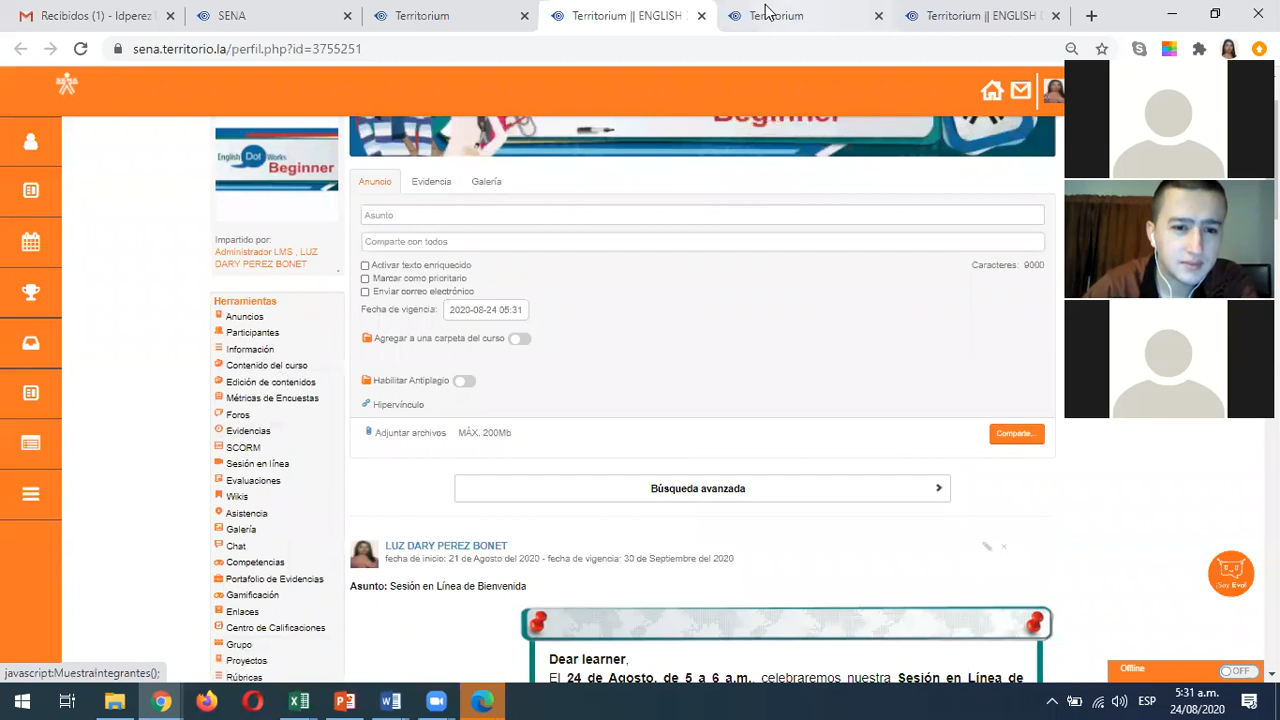 Recibidos (1) - Idperez
SENA
Territorium
Territorium || ENGLISH
Territorium
Territorium || ENGLISH
sena.territorio.la/perfil.php?id=3755251
SENA
English Dot Works Beginner
Beginner
Anuncio
Evidencia
Galería
Asunto
Comparte con todos
Impartido por:
Administrador LMS , LUZ
DARY PEREZ BONET
Activar texto enriquecido
Caracteres: 9000
Marcar como prioritario
Enviar correo electrónico
Fecha de vigencia: 2020-08-24 05:31
Agregar a una carpeta del curso
Habilitar Antiplagio
Hipervínculo
Adjuntar archivos MÁX. 200Mb
Comparte...
Búsqueda avanzada
Herramientas
Anuncios
Participantes
Información
Contenido del curso
Edición de contenidos
Métricas de Encuestas
Foros
Evidencias
SCORM
Sesión en línea
Evaluaciones
Wikis
Asistencia
Galería
Chat
Competencias
Portafolio de Evidencias
Gamificación
Enlaces
Centro de Calificaciones
Grupo
Proyectos
Rúbricas
LUZ DARY PEREZ BONET
fecha de inicio: 21 de Agosto del 2020 - fecha de vigencia: 30 de Septiembre del 2020
Asunto: Sesión en Línea de Bienvenida
Dear learner,
El 24 de Agosto, de 5 a 6 a.m. celebraremos nuestra Sesión en Línea de
¡Soy Eva!
Offline
OFF
javascript:MuestraIntegrantes();
ESP
5:31 a.m.
24/08/2020